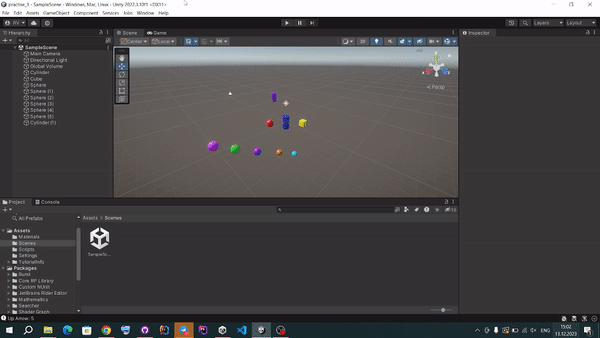 practise_1 - SampleScene - Windows, Mac, Linux - Unity 2022.3.10f1 <DX11>
File Edit Assets GameObject Component Services Jobs Window Help
RV
Layers
Layout
Hierarchy
Scene
Game
Inspector
All
Center
Local
2D
SampleScene
Main Camera
Directional Light
Global Volume
Cylinder
Cube
Sphere
Sphere (1)
Sphere (2)
Sphere (3)
Sphere (4)
Sphere (5)
Cylinder (1)
< Persp
Project
Console
All Prefabs
Assets > Scenes
Assets
Materials
Scenes
Scripts
Settings
TutorialInfo
Packages
Burst
Core RP Library
Custom NUnit
JetBrains Rider Editor
Mathematics
Searcher
Shader Graph
SampleSc...
Up Arrow: 5
ENG
15:02
13.12.2023